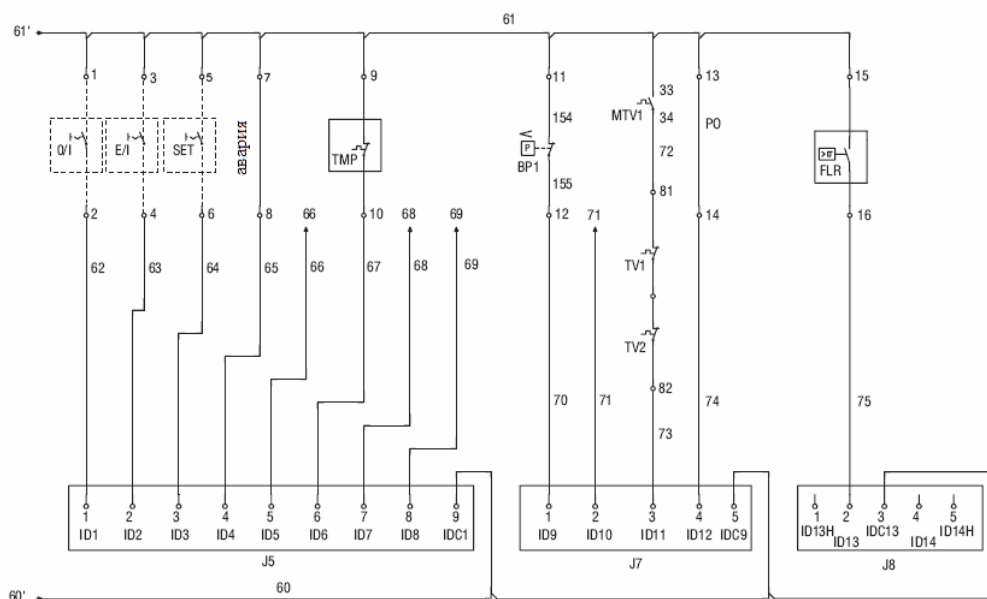 61' 61
1 3 5 7 9 11 13 15
33
154 MTV1 34 PO
O/I E/I SET авария TMP < P BP1 72 >π FLR
155 81
2 4 6 8 66 10 68 69 12 71 14 16
62 63 64 65 66 67 68 69 TV1
TV2
82
70 71 73 74 75
1 2 3 4 5 6 7 8 9 1 2 3 4 5 1 2 3 4 5
ID1 ID2 ID3 ID4 ID5 ID6 ID7 ID8 IDC1 ID9 ID10 ID11 ID12 IDC9 ID13H ID13 IDC13 ID14 ID14H
J5 J7 J8
60' 60